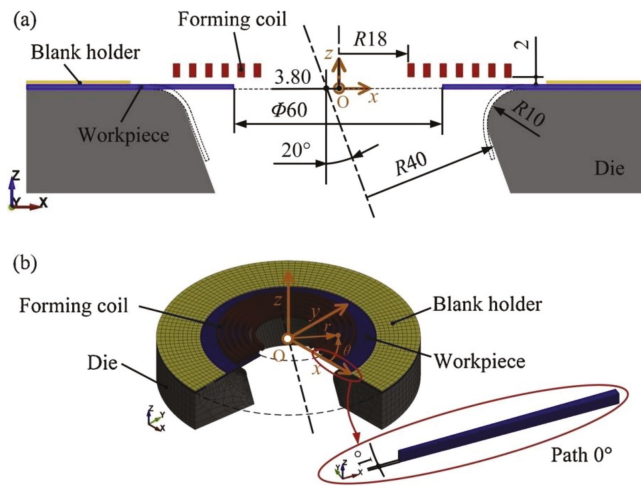 (a)
Forming coil
Blank holder
R18
2
z
3.80
O
x
Workpiece
Φ60
R10
20°
R40
Die
Z
Y
X
(b)
z
Forming coil
y
Blank holder
r
O
θ
x
Die
Workpiece
Z
Y
X
Path 0°
1°
Z
Y
X